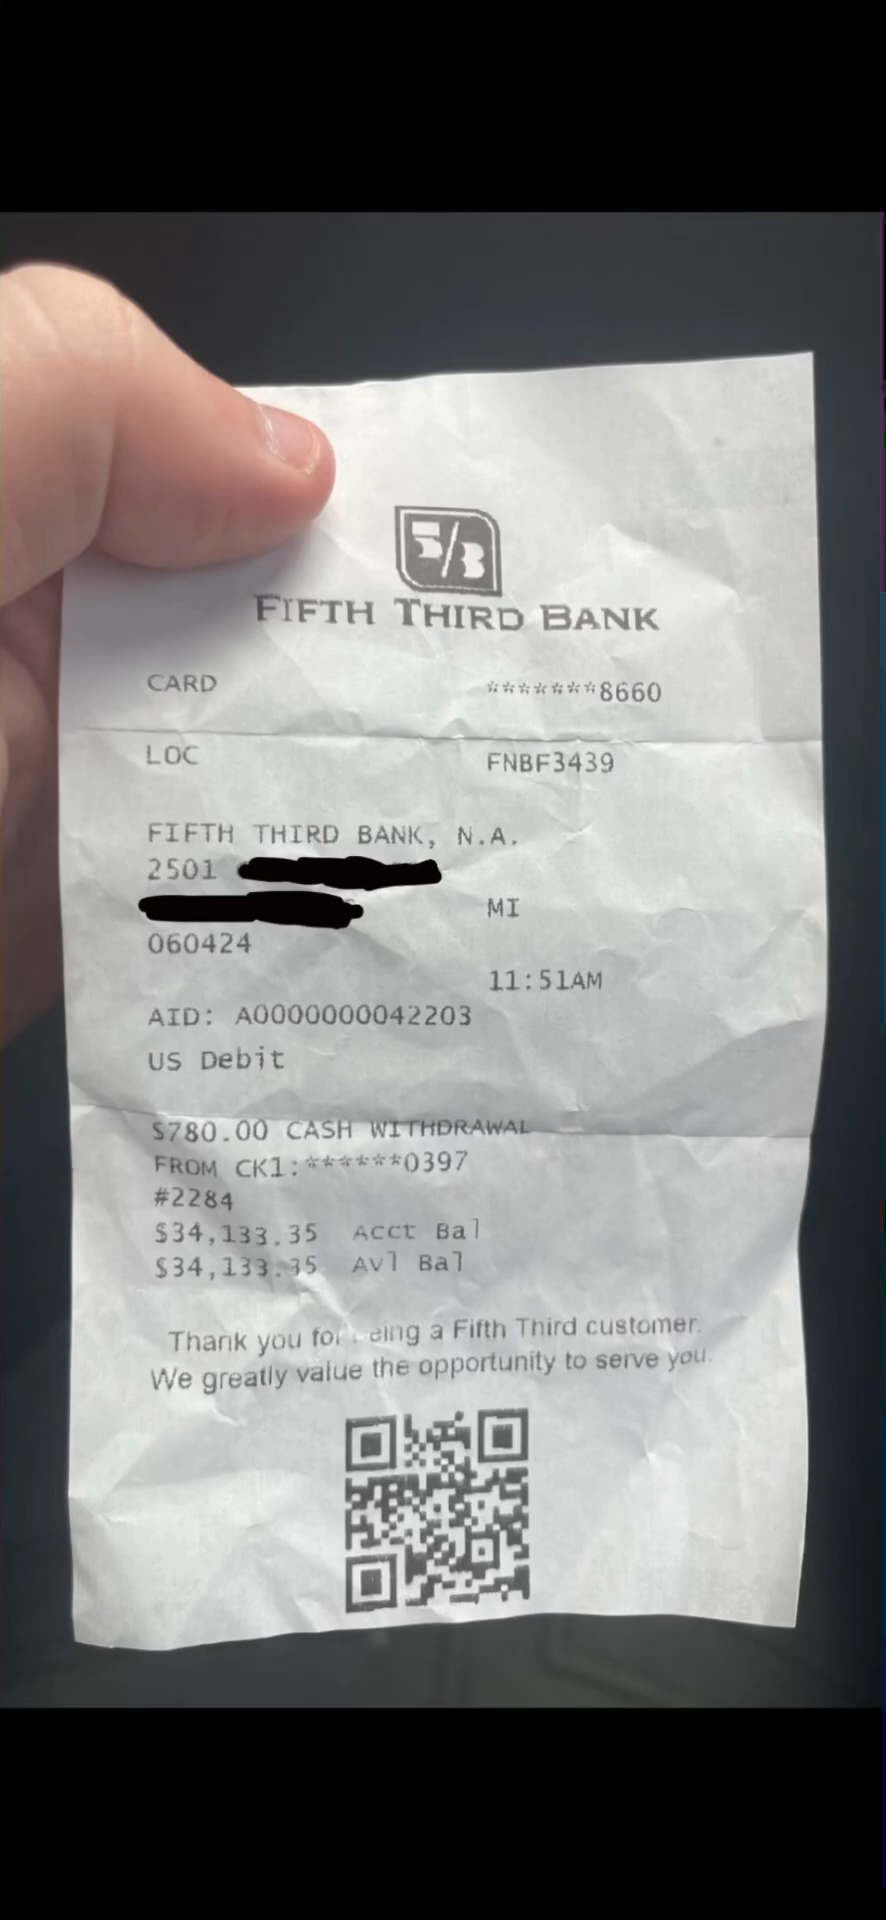 5/3
FIFTH THIRD BANK
CARD *******8660
LOC FNBF3439
FIFTH THIRD BANK, N.A.
2501
MI
060424
11:51AM
AID: A0000000042203
US Debit
$780.00 CASH WITHDRAWAL
FROM CK1:******0397
#2284
$34,133.35 Acct Bal
$34,133.35 Avl Bal
Thank you for eing a Fifth Third customer.
We greatly value the opportunity to serve you.